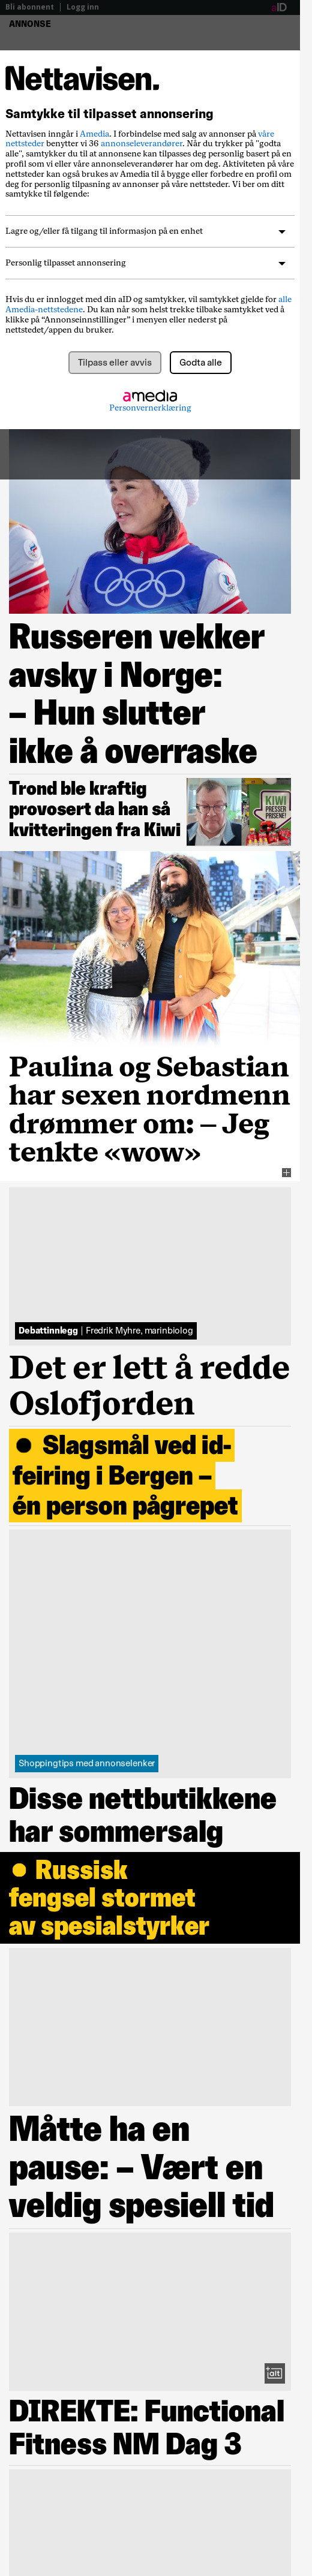 Bli abonnent | Logg inn
aID
ANNONSE
Nettavisen.
Samtykke til tilpasset annonsering
Nettavisen inngår i Amedia. I forbindelse med salg av annonser på våre
nettsteder benytter vi 36 annonseleverandører. Når du trykker på "godta
alle", samtykker du til at annonsene kan tilpasses deg personlig basert på en
profil som vi eller våre annonseleverandører har om deg. Aktiviteten på våre
nettsteder kan også brukes av Amedia til å bygge eller forbedre en profil om
deg for personlig tilpasning av annonser på våre nettsteder. Vi ber om ditt
samtykke til følgende:
Lagre og/eller få tilgang til informasjon på en enhet
Personlig tilpasset annonsering
Hvis du er innlogget med din aID og samtykker, vil samtykket gjelde for alle
Amedia-nettstedene. Du kan når som helst trekke tilbake samtykket ved å
klikke på “Annonseinnstillinger” i menyen eller nederst på
nettstedet/appen du bruker.
Tilpass eller avvis
Godta alle
amedia
Personvernerklæring
Russeren vekker
avsky i Norge:
– Hun slutter
ikke å overraske
Trond ble kraftig
provosert da han så
kvitteringen fra Kiwi
KIWI
PRESSER
PRISENE!
Paulina og Sebastian
har sexen nordmenn
drømmer om: – Jeg
tenkte «wow»
Debattinnlegg | Fredrik Myhre, marinbiolog
Det er lett å redde
Oslofjorden
● Slagsmål ved id-
feiring i Bergen –
én person pågrepet
Shoppingtips med annonselenker
Disse nettbutikkene
har sommersalg
● Russisk
fengsel stormet
av spesialstyrker
Måtte ha en
pause: – Vært en
veldig spesiell tid
+alt
DIREKTE: Functional
Fitness NM Dag 3